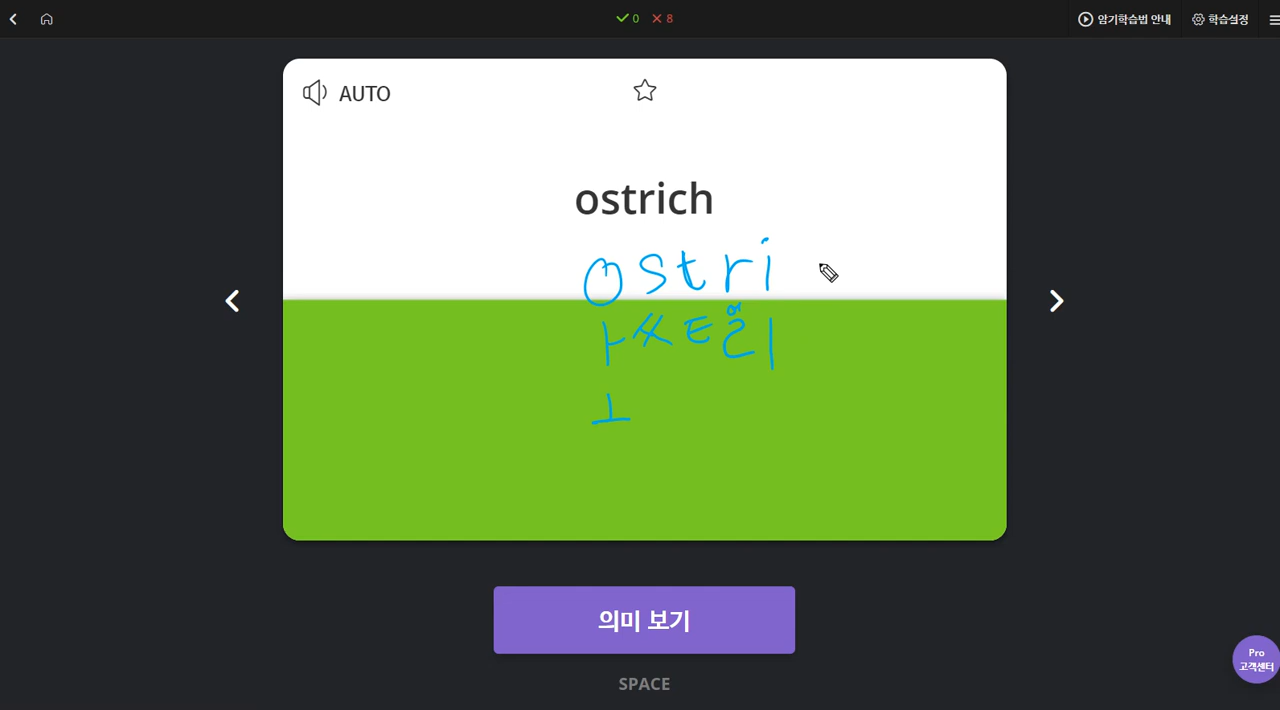 0 8 암기학습법 안내 학습설정
AUTO
ostrich
ostri
ㅏㅆㅌ뤼
ㅗ
의미 보기
SPACE
Pro
고객센터